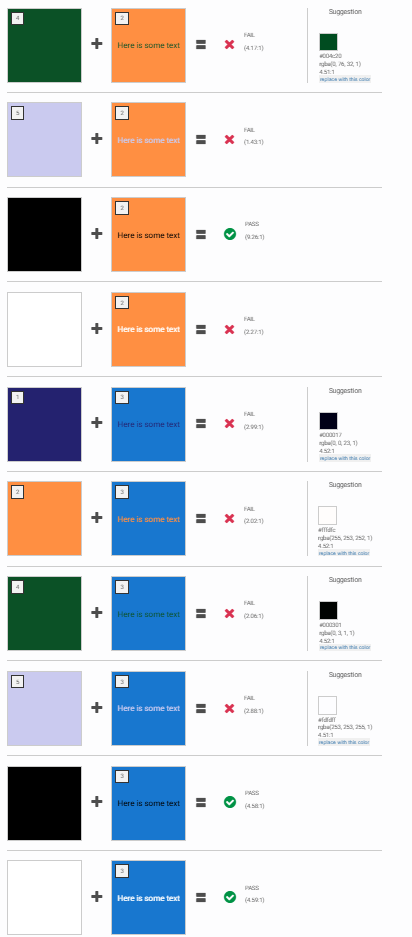 4
2
Here is some text
FAIL
(4.17:1)
Suggestion
#004c20
rgba(0, 76, 32, 1)
4.51:1
replace with this color
5
2
Here is some text
FAIL
(1.43:1)
2
Here is some text
PASS
(9.26:1)
2
Here is some text
FAIL
(2.27:1)
1
3
Here is some text
FAIL
(2.99:1)
Suggestion
#000017
rgba(0, 0, 23, 1)
4.52:1
replace with this color
2
3
Here is some text
FAIL
(2.02:1)
Suggestion
#fffdfc
rgba(255, 253, 252, 1)
4.52:1
replace with this color
4
3
Here is some text
FAIL
(2.06:1)
Suggestion
#000301
rgba(0, 3, 1, 1)
4.52:1
replace with this color
5
3
Here is some text
FAIL
(2.88:1)
Suggestion
#fdfdff
rgba(253, 253, 255, 1)
4.51:1
replace with this color
3
Here is some text
PASS
(4.58:1)
3
Here is some text
PASS
(4.59:1)